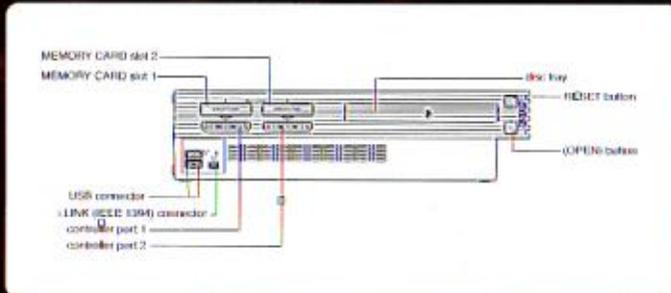 MEMORY CARD slot 2
MEMORY CARD slot 1
disc tray
RESET button
(OPEN) button
USB connector
i.LINK (IEEE 1394) connector
controller port 1
controller port 2